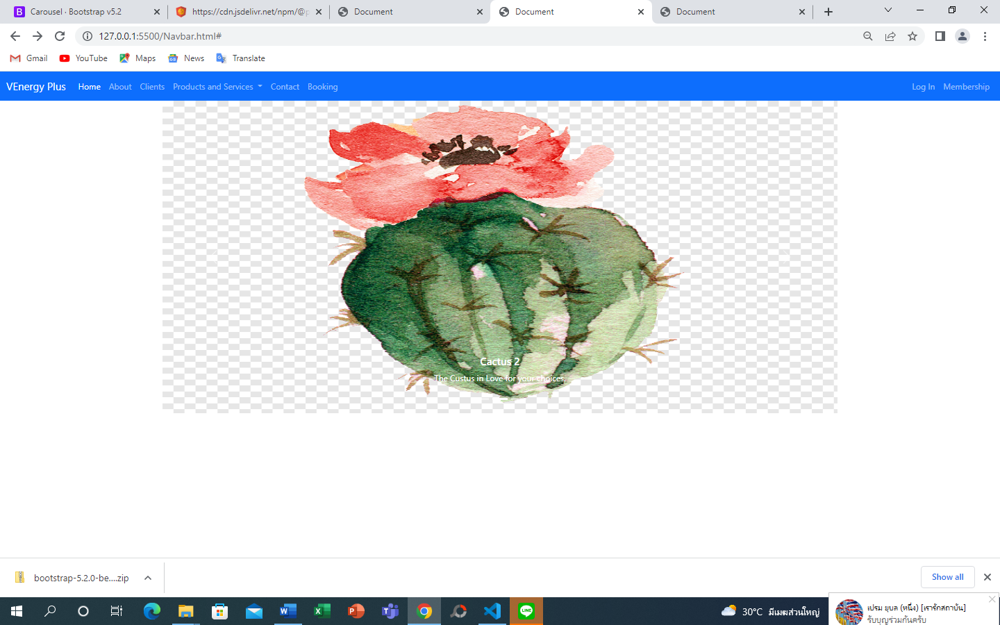 Carousel · Bootstrap v5.2
https://cdn.jsdelivr.net/npm/@p
Document
Document
Document
127.0.0.1:5500/Navbar.html#
Gmail
YouTube
Maps
News
Translate
VEnergy Plus
Home
About
Clients
Products and Services
Contact
Booking
Log In
Membership
Cactus 2
The Custus in Love for your choices.
bootstrap-5.2.0-be....zip
Show all
30°C มีเมฆส่วนใหญ่
เปรม ยุบล (หนึ่ง) [เรารักสถาบัน]
รับบุญร่วมกันครับ